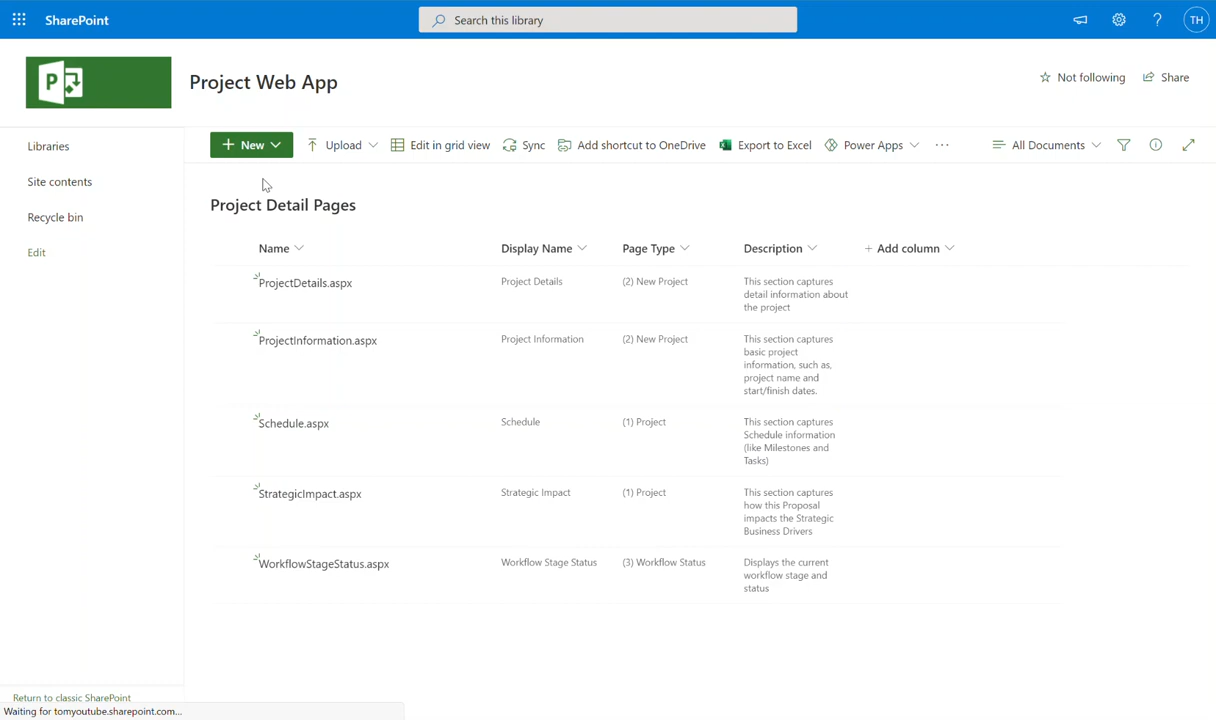 SharePoint
Search this library
TH
P
Project Web App
Not following
Share
Libraries
Site contents
Recycle bin
Edit
New
Upload
Edit in grid view
Sync
Add shortcut to OneDrive
Export to Excel
Power Apps
All Documents
Project Detail Pages
Name
Display Name
Page Type
Description
Add column
ProjectDetails.aspx
Project Details
(2) New Project
This section captures
detail information about
the project
ProjectInformation.aspx
Project Information
(2) New Project
This section captures
basic project
information, such as,
project name and
start/finish dates.
Schedule.aspx
Schedule
(1) Project
This section captures
Schedule information
(like Milestones and
Tasks)
StrategicImpact.aspx
Strategic Impact
(1) Project
This section captures
how this Proposal
impacts the Strategic
Business Drivers
WorkflowStageStatus.aspx
Workflow Stage Status
(3) Workflow Status
Displays the current
workflow stage and
status
Return to classic SharePoint
Waiting for tomyoutube.sharepoint.com...